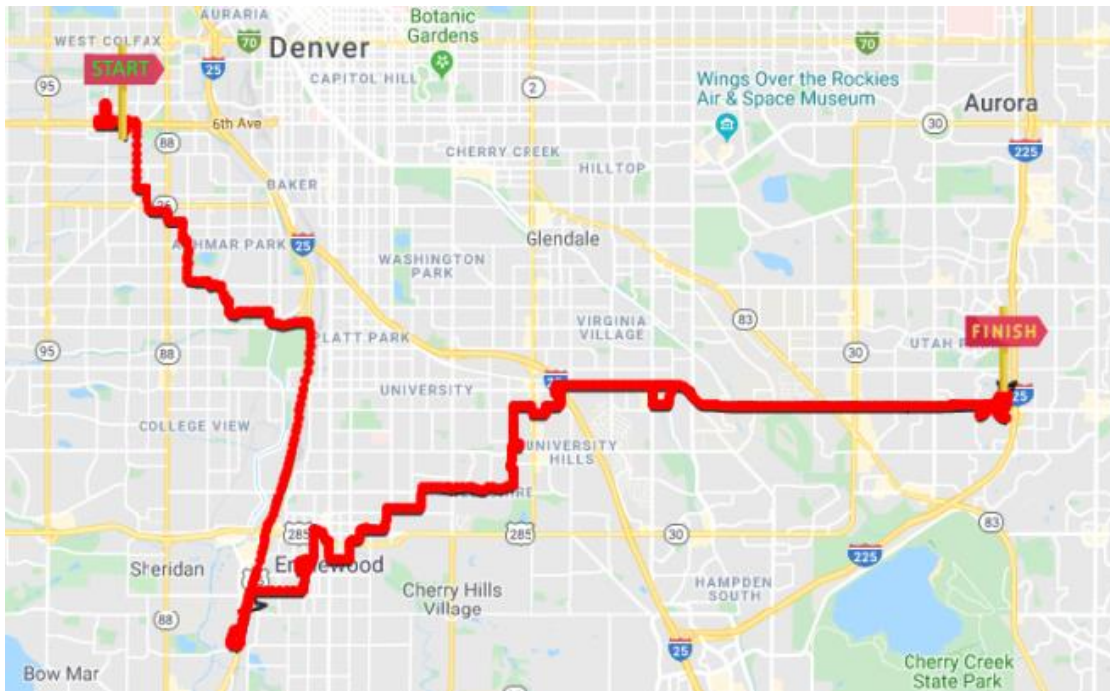 AURARIA
Botanic
Gardens
WEST COLFAX
70
Denver
70
START
25
CAPITOL HILL
95
2
Wings Over the Rockies
Air & Space Museum
Aurora
6th Ave
30
88
225
CHERRY CREEK
HILLTOP
BAKER
26
Glendale
25
WASHINGTON
PARK
83
VIRGINIA
VILLAGE
FINISH
PLATT PARK
95
88
30
UNIVERSITY
25
COLLEGE VIEW
UNIVERSITY
HILLS
285
285
30
83
225
Sheridan
Cherry Hills
Village
HAMPDEN
SOUTH
88
25
Bow Mar
Cherry Creek
State Park